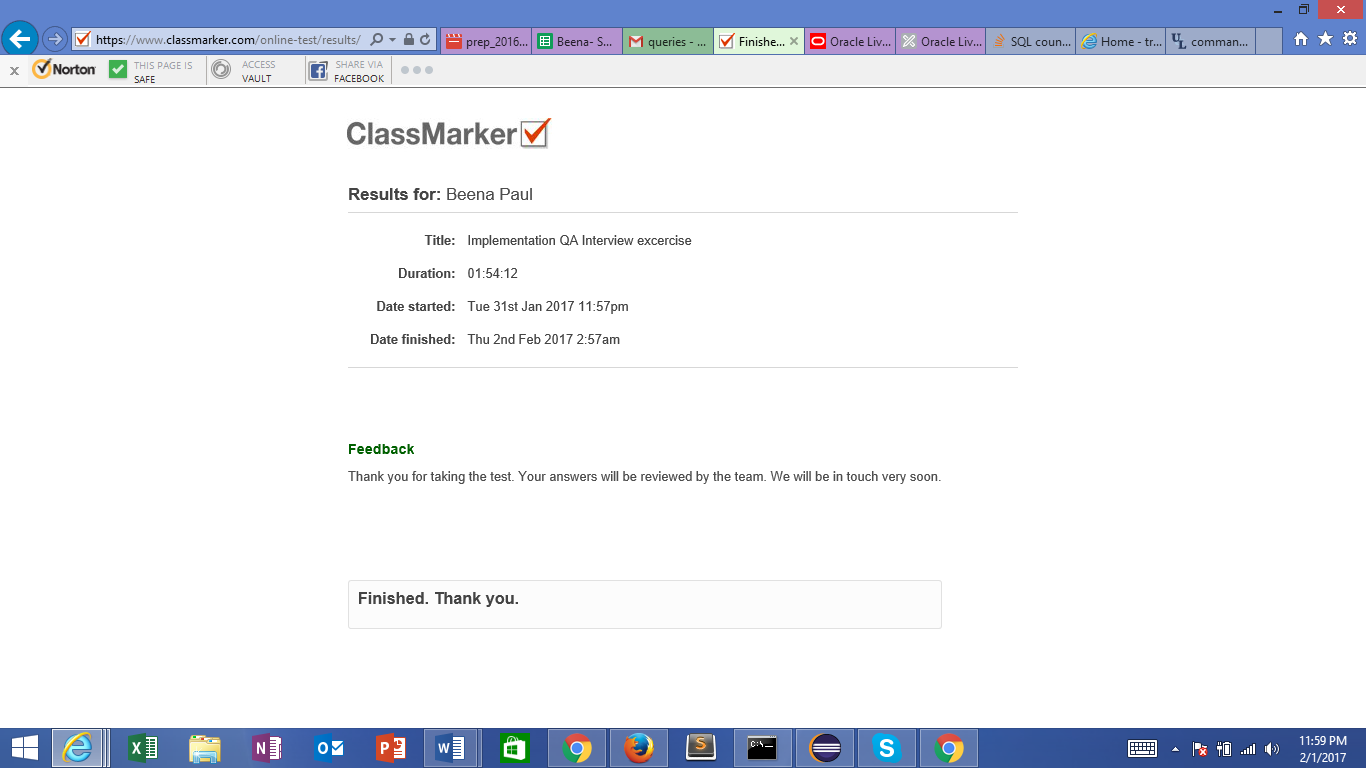 https://www.classmarker.com/online-test/results/
prep_2016...
Beena- S...
queries - ...
Finishe...
Oracle Liv...
Oracle Liv...
SQL coun...
Home - tr...
comman...
x
Norton
THIS PAGE IS
SAFE
ACCESS
VAULT
SHARE VIA
FACEBOOK
ClassMarker
Results for: Beena Paul
Title: Implementation QA Interview excercise
Duration: 01:54:12
Date started: Tue 31st Jan 2017 11:57pm
Date finished: Thu 2nd Feb 2017 2:57am
Feedback
Thank you for taking the test. Your answers will be reviewed by the team. We will be in touch very soon.
Finished. Thank you.
11:59 PM
2/1/2017